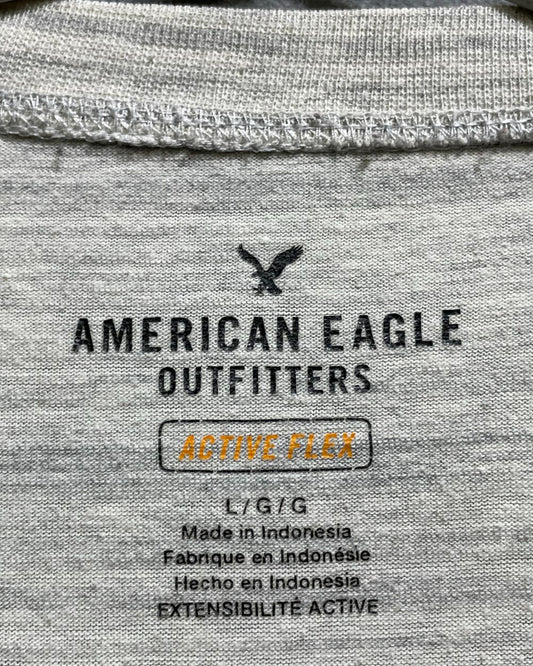 AMERICAN EAGLE
OUTFITTERS
ACTIVE FLEX
L/G/G
Made in Indonesia
Fabrique en Indonésie
Hecho en Indonesia
EXTENSIBILITÉ ACTIVE